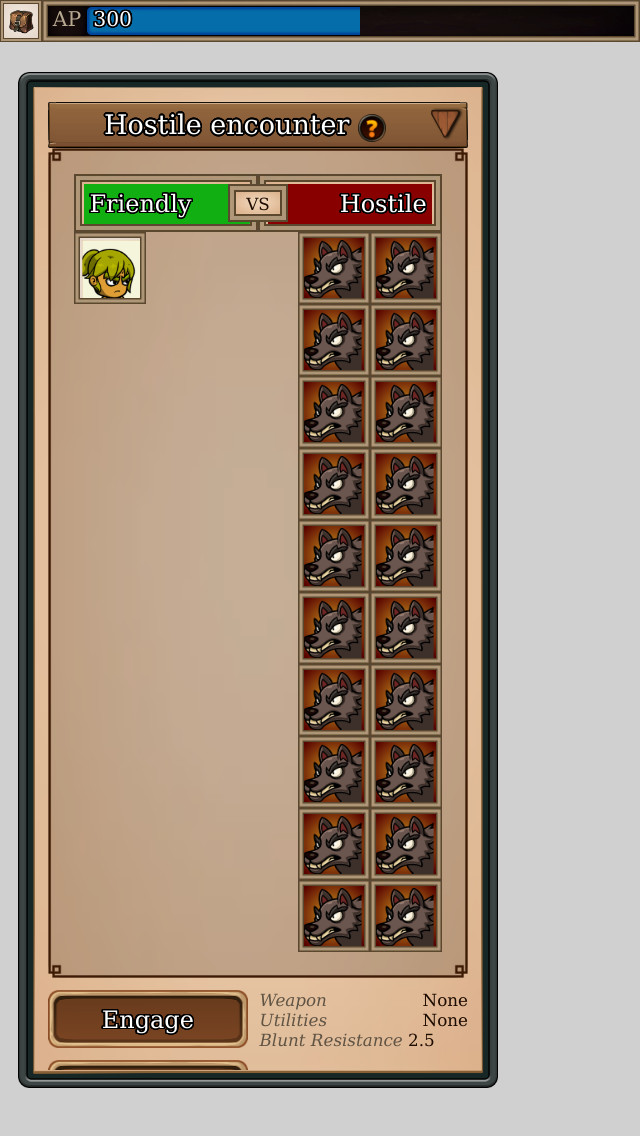 AP 300
Hostile encounter ?
Friendly VS Hostile
Engage
Weapon None
Utilities None
Blunt Resistance 2.5